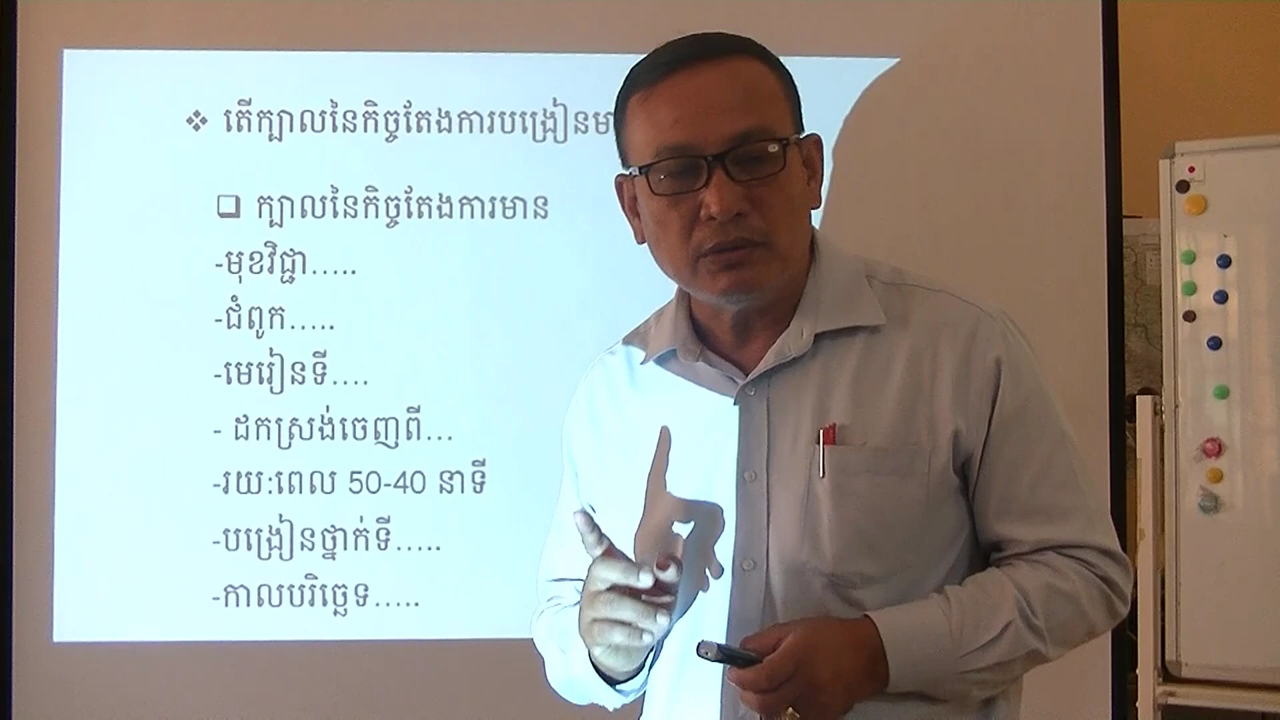 ❖ តើក្បាលនៃកិច្ចតែងការបង្រៀនមា
❑ ក្បាលនៃកិច្ចតែងការមាន
-មុខវិជ្ជា…..
-ជំពូក…..
-មេរៀនទី….
- ដកស្រង់ចេញពី…
-រយ:ពេល 50-40 នាទី
-បង្រៀនថ្នាក់ទី…..
-កាលបរិច្ឆេទ…..